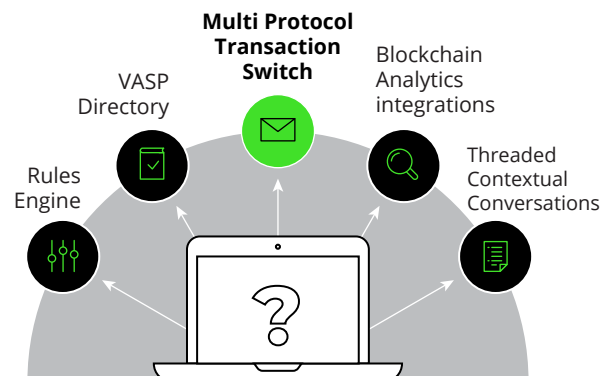 Multi Protocol
Transaction
Switch
Blockchain
Analytics
integrations
VASP
Directory
Threaded
Contextual
Conversations
Rules
Engine
?